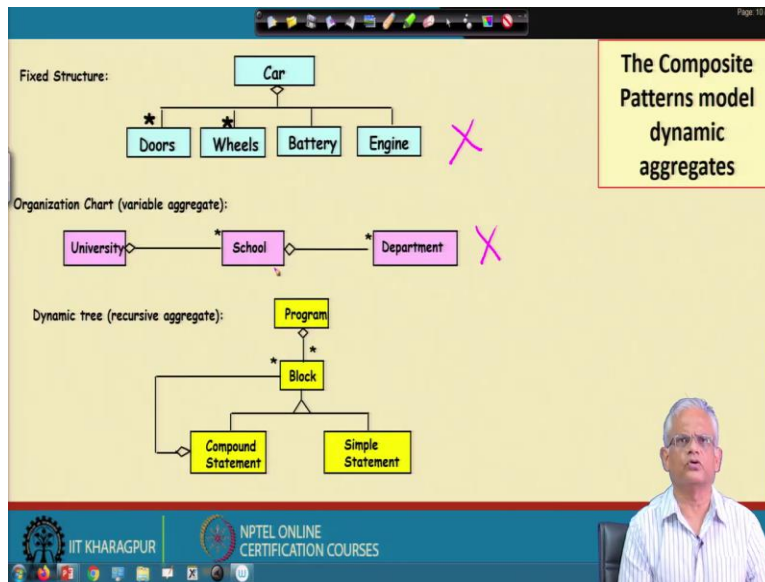 Page: 10
Fixed Structure:
Car
The Composite
Patterns model
dynamic
aggregates
* *
Doors Wheels Battery Engine
Organization Chart (variable aggregate):
University * School * Department
Dynamic tree (recursive aggregate):
Program
*
*
Block
Compound
Statement
Simple
Statement
IIT KHARAGPUR
NPTEL ONLINE
CERTIFICATION COURSES